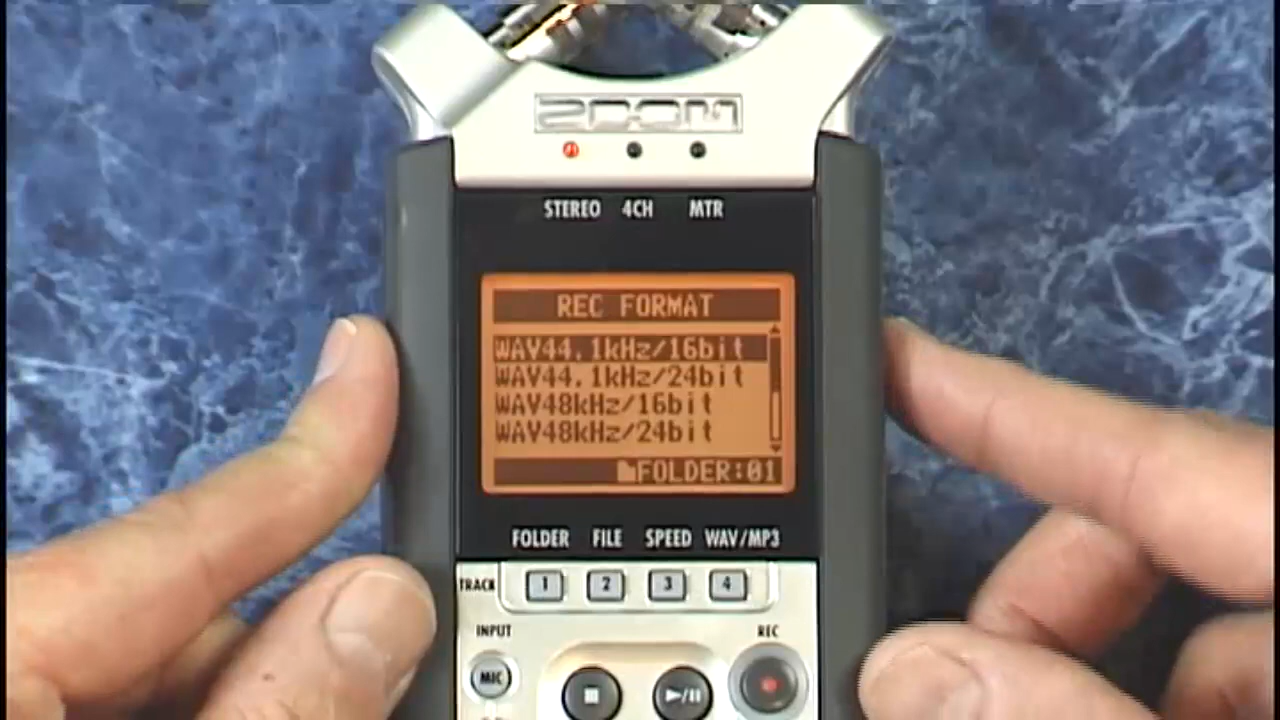 ZOOM
STEREO 4CH MTR
REC FORMAT
WAV44.1kHz/16bit
WAV44.1kHz/24bit
WAV48kHz/16bit
WAV48kHz/24bit
FOLDER:01
FOLDER FILE SPEED WAV/MP3
TRACK 1 2 3 4
INPUT REC
MIC